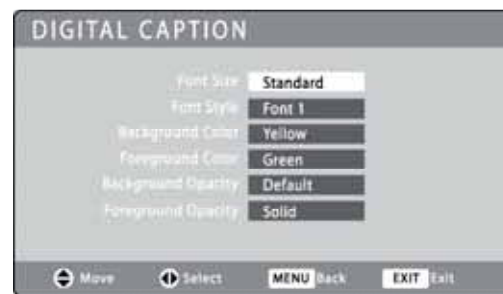 DIGITAL CAPTION
Font Size Standard
Font Style Font 1
Background Color Yellow
Foreground Color Green
Background Opacity Default
Foreground Opacity Solid
Move Select MENU Back EXIT Exit